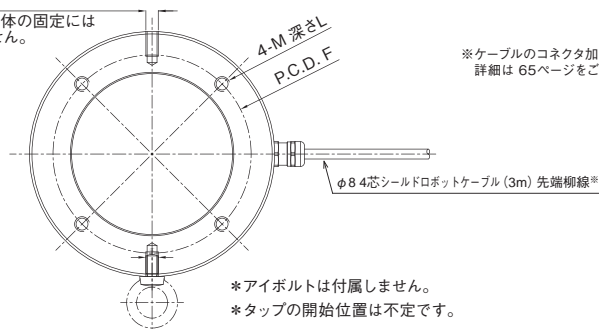 体の固定には
せん。
4-M 深さL
P.C.D. F
※ケーブルのコネクタ加
詳細は 65ページをご
φ8 4芯シールドロボットケーブル (3m) 先端柳線※
＊アイボルトは付属しません。
＊タップの開始位置は不定です。